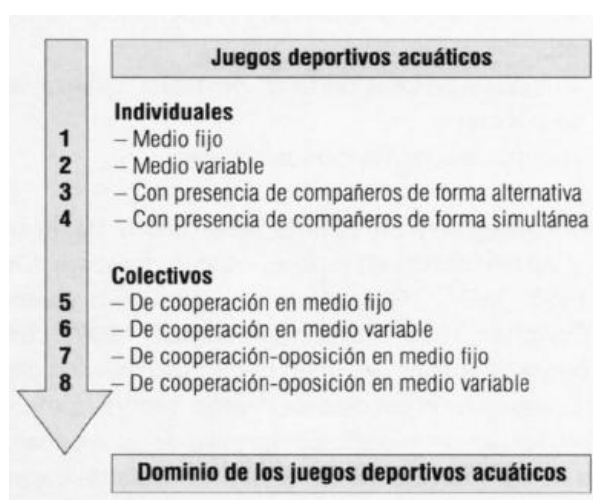 Juegos deportivos acuáticos
Individuales
1 – Medio fijo
2 – Medio variable
3 – Con presencia de compañeros de forma alternativa
4 – Con presencia de compañeros de forma simultánea
Colectivos
5 – De cooperación en medio fijo
6 – De cooperación en medio variable
7 – De cooperación-oposición en medio fijo
8 – De cooperación-oposición en medio variable
Dominio de los juegos deportivos acuáticos